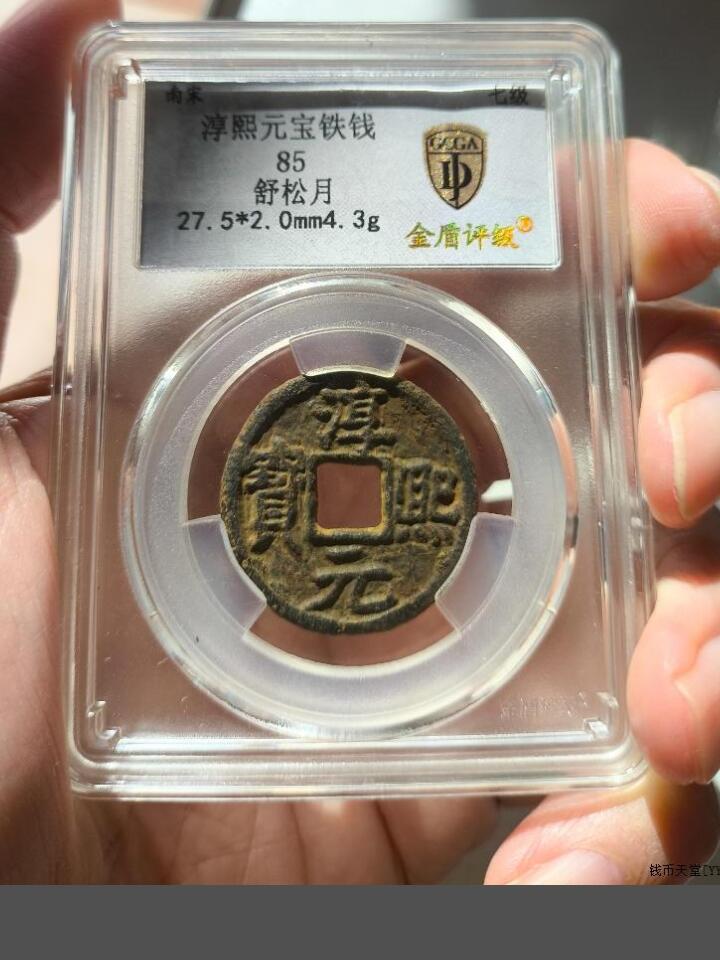 南宋 七级
淳熙元宝铁钱
85
舒松月
27.5*2.0mm4.3g
GCGA
金盾评级
淳
寶 熙
元
钱币天堂